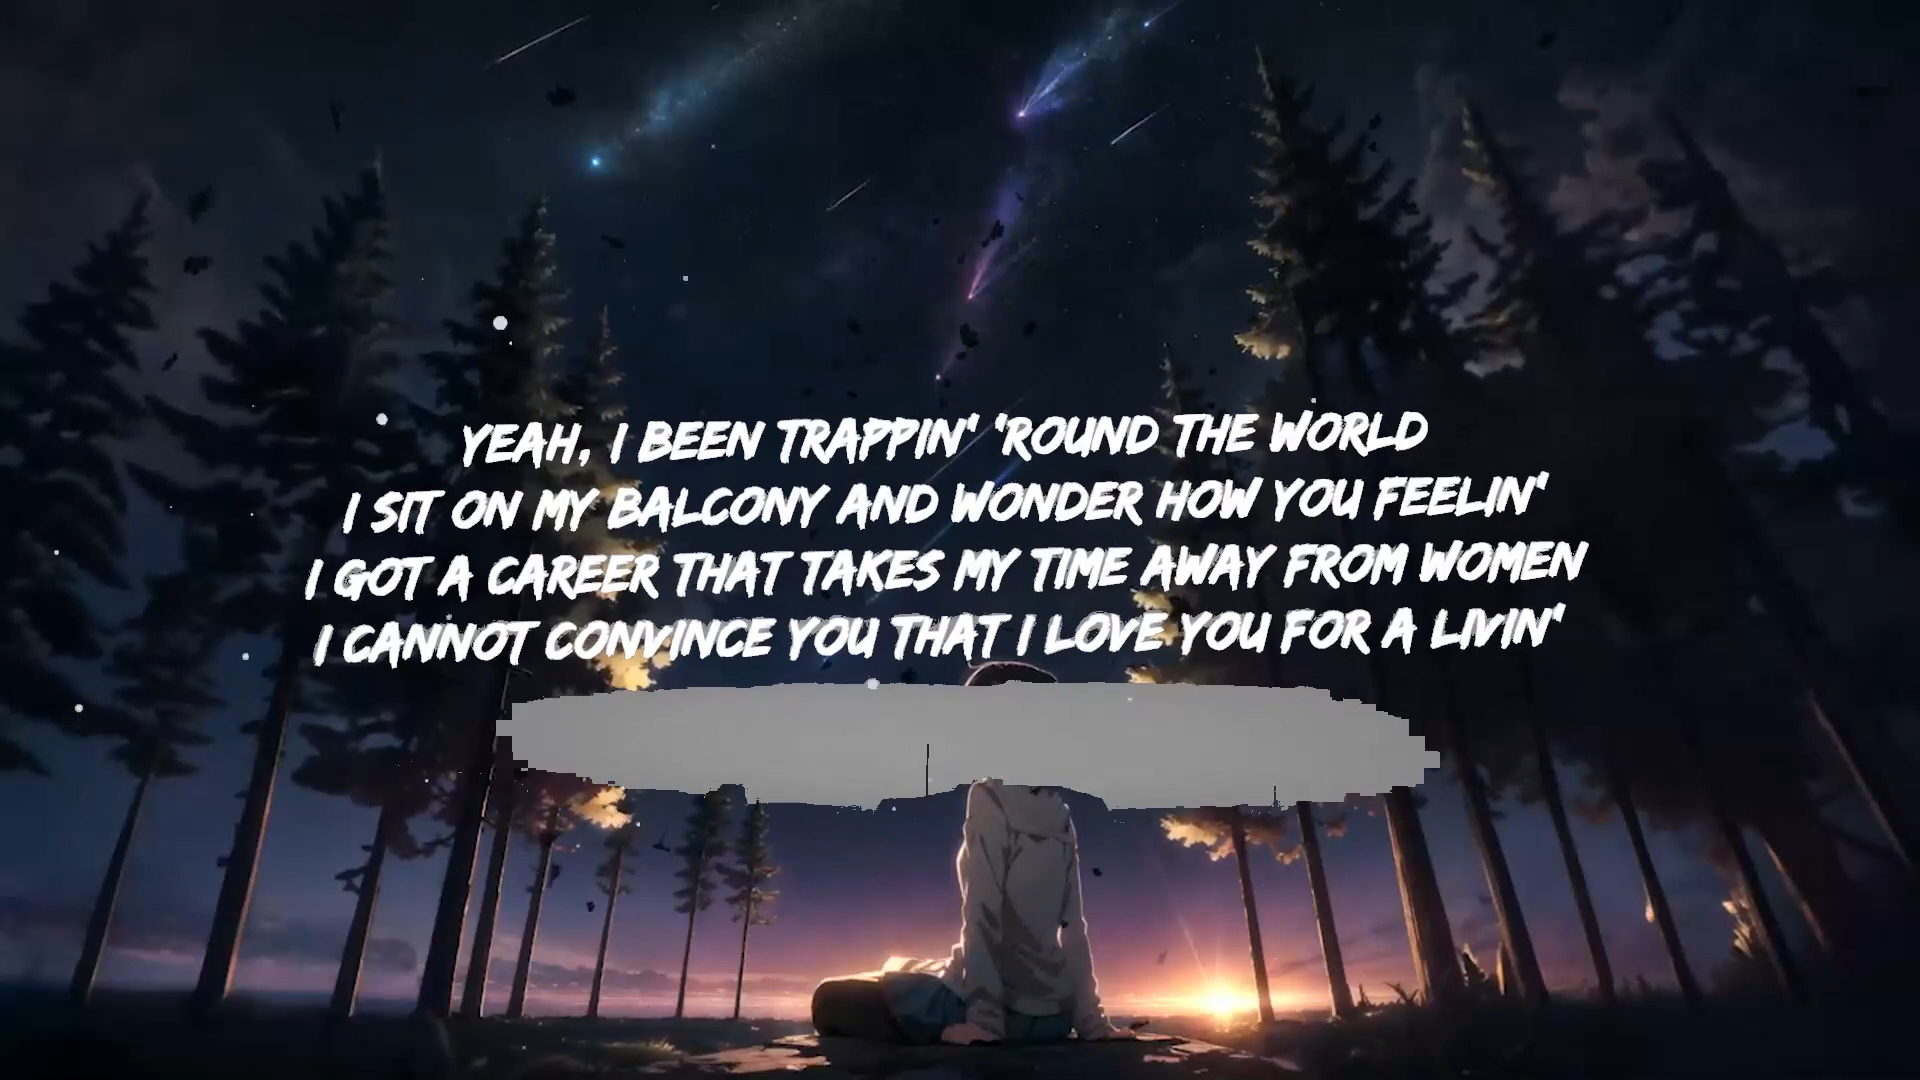 YEAH, I BEEN TRAPPIN' 'ROUND THE WORLD
I SIT ON MY BALCONY AND WONDER HOW YOU FEELIN'
I GOT A CAREER THAT TAKES MY TIME AWAY FROM WOMEN
I CANNOT CONVINCE YOU THAT I LOVE YOU FOR A LIVIN'